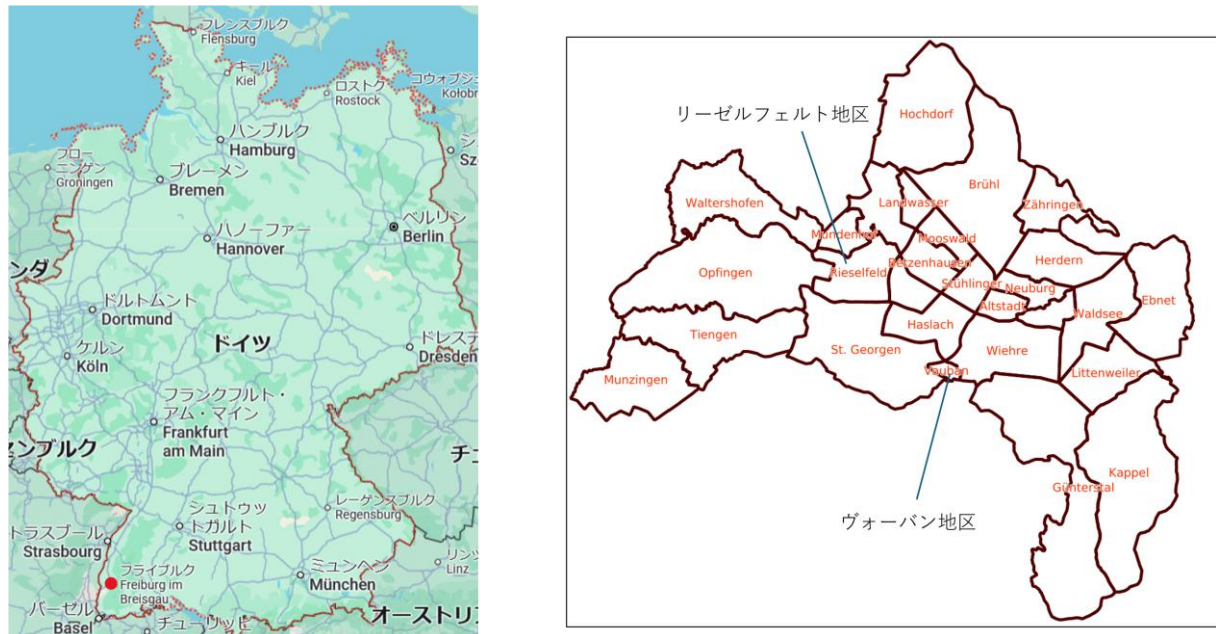 フレンスブルク
Flensburg
キール
Kiel
ロストク
Rostock
コウォブジェ
Kołobr
フロー
ニンゲン
Groningen
ハンブルク
Hamburg
ブレーメン
Bremen
シ
Sz
ハノーファー
Hannover
ベルリン
Berlin
ンダ
ドルトムント
Dortmund
ケルン
Köln
ドイツ
ドレステ
Dresden
フランクフルト・
アム・マイン
Frankfurt
am Main
センブルク
チ
シュトゥッ
トガルト
Stuttgart
レーゲンスブルク
Regensburg
トラスブール
Strasbourg
フライブルク
Freiburg im
Breisgau
ミュンヘン
München
リンツ
Linz
バーゼル
Basel
チューリッヒ
オーストリア
リーゼルフェルト地区
Hochdorf
Brühl
Waltershofen
Landwasser
Zähringen
Mundenhof
Mooswald
Herdern
Opfingen
Rieselfeld
Betzenhausen
Stühlinger
Neuburg
Ebnet
Altstadt
Waldsee
Tiengen
Haslach
St. Georgen
Wiehre
Munzingen
Vauban
Littenweiler
Kappel
Günterstal
ヴォーバン地区